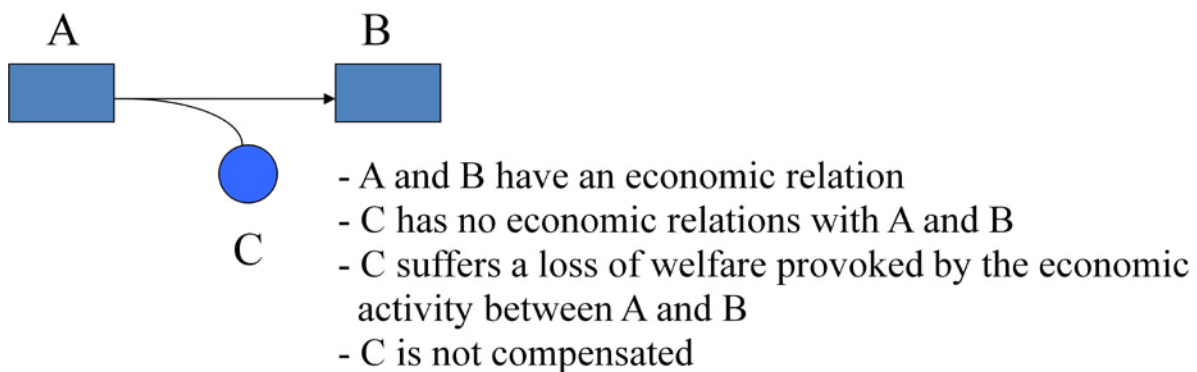 A
B
C
- A and B have an economic relation
- C has no economic relations with A and B
- C suffers a loss of welfare provoked by the economic
activity between A and B
- C is not compensated